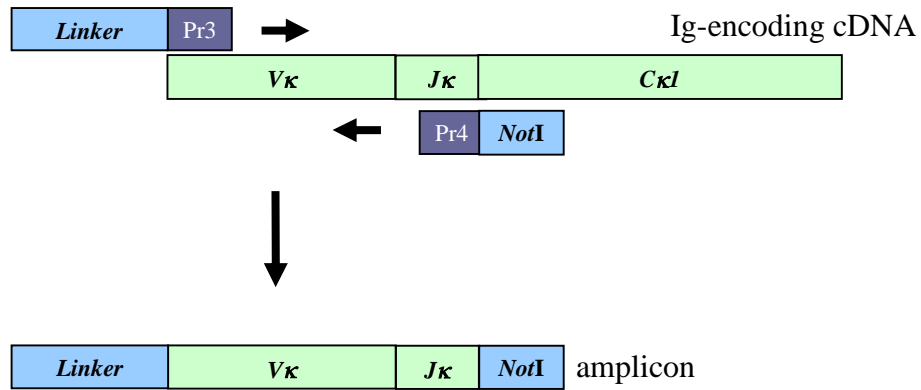 Linker Pr3 Ig-encoding cDNA
Vκ Jκ Cκ1
Pr4 NotI
Linker Vκ Jκ NotI amplicon